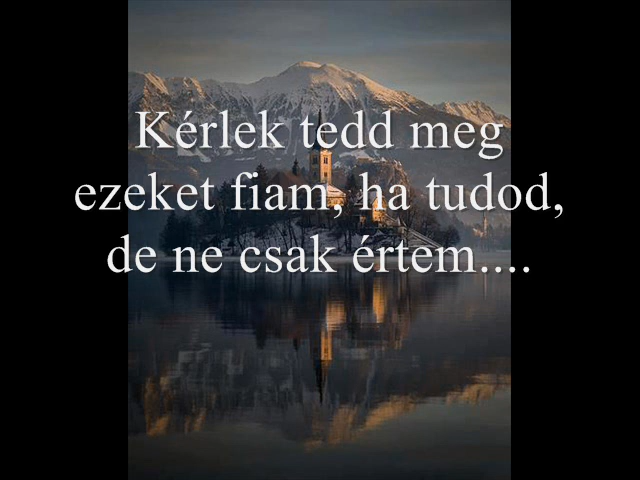 Kérlek tedd meg
ezeket fiam, ha tudod,
de ne csak értem....